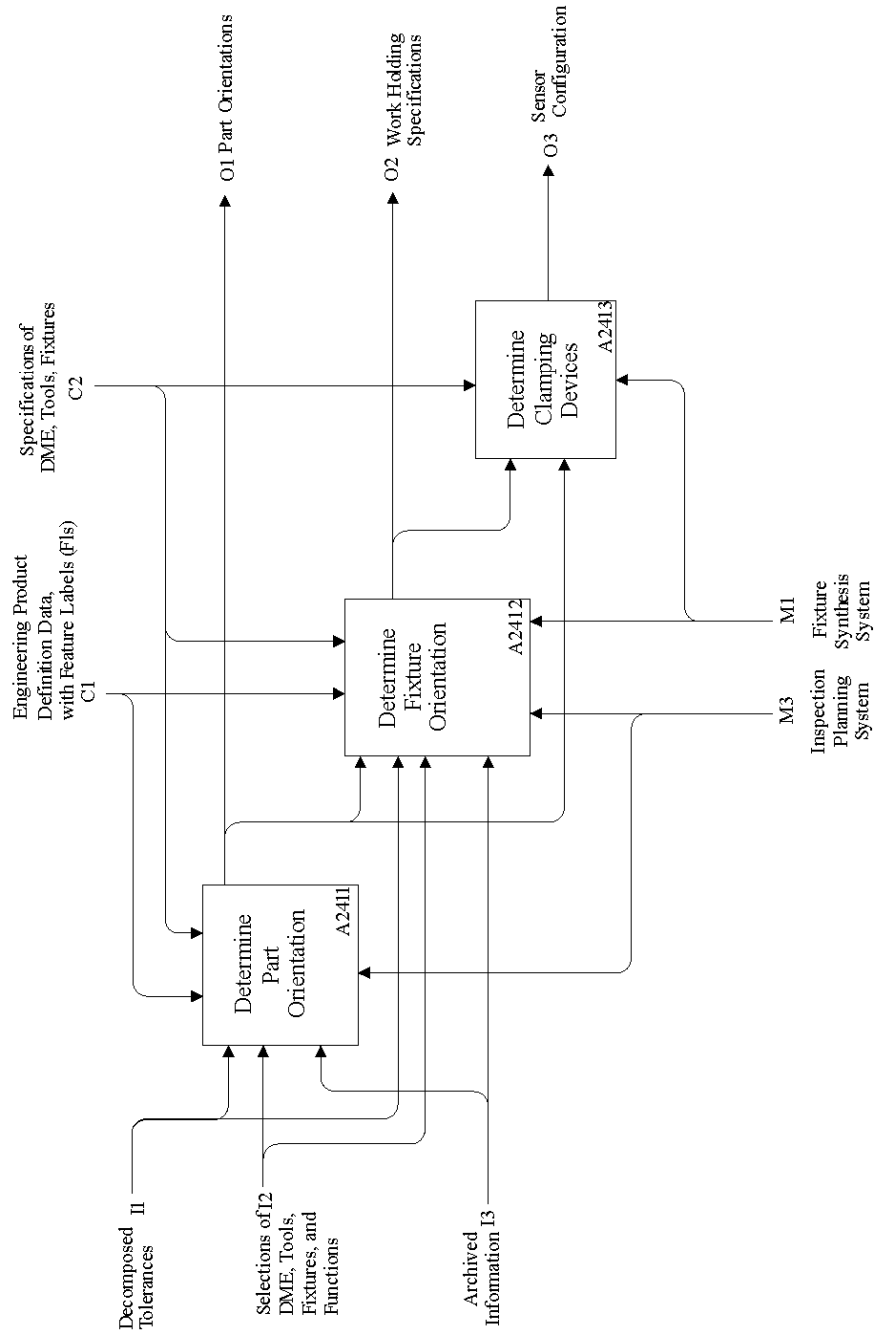 Engineering Product
Definition Data,
with Feature Labels (Fls)
C1
Specifications of
DME, Tools, Fixtures
C2
Decomposed
Tolerances
I1
Selections of I2
DME, Tools,
Fixtures, and
Functions
Archived
Information I3
Determine
Part
Orientation
A2411
Determine
Fixture
Orientation
A2412
Determine
Clamping
Devices
A2413
O1 Part Orientations
O2 Work Holding
Specifications
O3 Sensor
Configuration
M3
Inspection
Planning
System
M1
Fixture
Synthesis
System